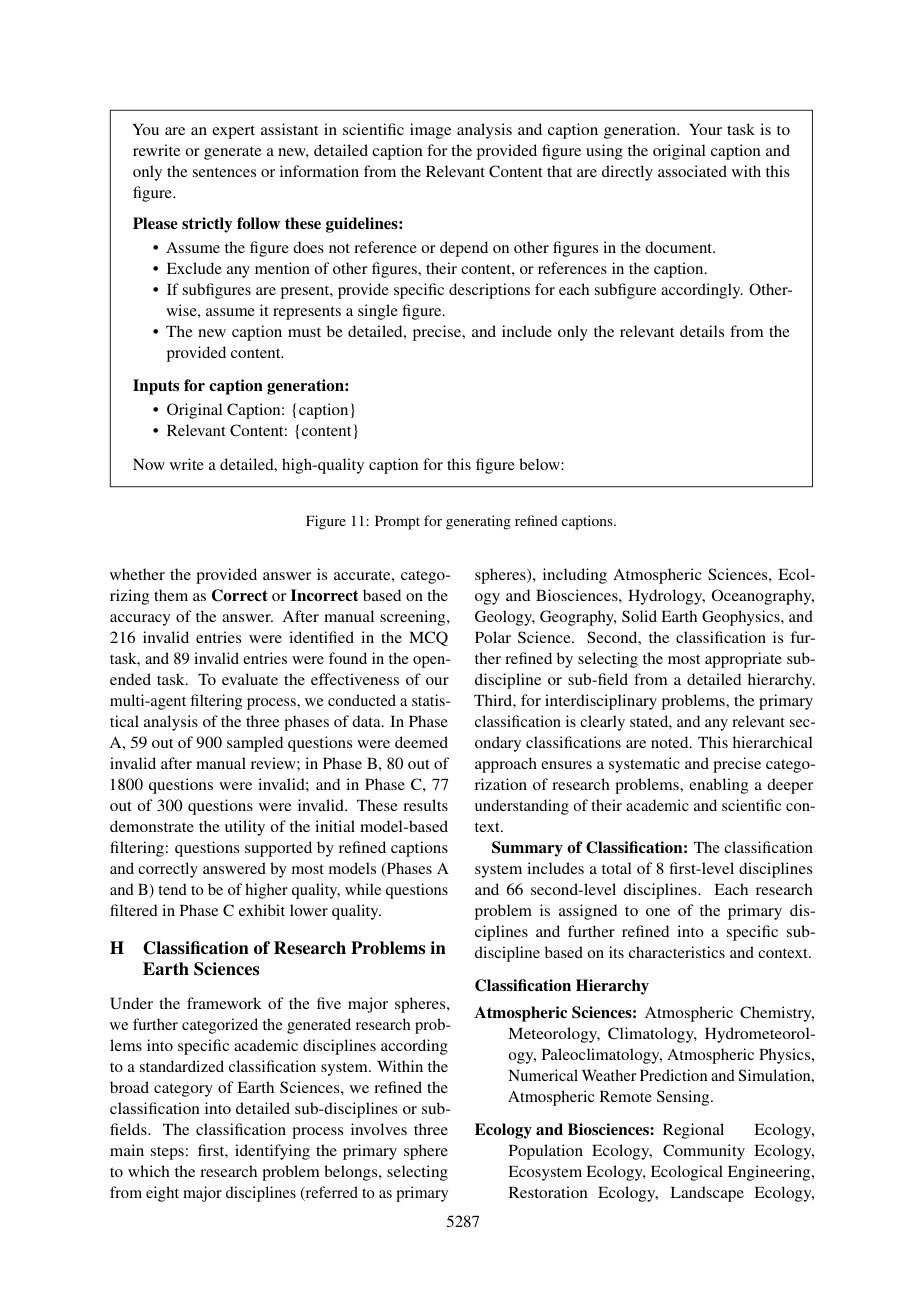 You are an expert assistant in scientific image analysis and caption generation. Your task is to
rewrite or generate a new, detailed caption for the provided figure using the original caption and
only the sentences or information from the Relevant Content that are directly associated with this
figure.
Please strictly follow these guidelines:
• Assume the figure does not reference or depend on other figures in the document.
• Exclude any mention of other figures, their content, or references in the caption.
• If subfigures are present, provide specific descriptions for each subfigure accordingly. Other-
wise, assume it represents a single figure.
• The new caption must be detailed, precise, and include only the relevant details from the
provided content.
Inputs for caption generation:
• Original Caption: {caption}
• Relevant Content: {content}
Now write a detailed, high-quality caption for this figure below:
Figure 11: Prompt for generating refined captions.
whether the provided answer is accurate, catego-
rizing them as Correct or Incorrect based on the
accuracy of the answer. After manual screening,
216 invalid entries were identified in the MCQ
task, and 89 invalid entries were found in the open-
ended task. To evaluate the effectiveness of our
multi-agent filtering process, we conducted a statis-
tical analysis of the three phases of data. In Phase
A, 59 out of 900 sampled questions were deemed
invalid after manual review; in Phase B, 80 out of
1800 questions were invalid; and in Phase C, 77
out of 300 questions were invalid. These results
demonstrate the utility of the initial model-based
filtering: questions supported by refined captions
and correctly answered by most models (Phases A
and B) tend to be of higher quality, while questions
filtered in Phase C exhibit lower quality.
H Classification of Research Problems in
Earth Sciences
Under the framework of the five major spheres,
we further categorized the generated research prob-
lems into specific academic disciplines according
to a standardized classification system. Within the
broad category of Earth Sciences, we refined the
classification into detailed sub-disciplines or sub-
fields. The classification process involves three
main steps: first, identifying the primary sphere
to which the research problem belongs, selecting
from eight major disciplines (referred to as primary
spheres), including Atmospheric Sciences, Ecol-
ogy and Biosciences, Hydrology, Oceanography,
Geology, Geography, Solid Earth Geophysics, and
Polar Science. Second, the classification is fur-
ther refined by selecting the most appropriate sub-
discipline or sub-field from a detailed hierarchy.
Third, for interdisciplinary problems, the primary
classification is clearly stated, and any relevant sec-
ondary classifications are noted. This hierarchical
approach ensures a systematic and precise catego-
rization of research problems, enabling a deeper
understanding of their academic and scientific con-
text.
Summary of Classification: The classification
system includes a total of 8 first-level disciplines
and 66 second-level disciplines. Each research
problem is assigned to one of the primary dis-
ciplines and further refined into a specific sub-
discipline based on its characteristics and context.
Classification Hierarchy
Atmospheric Sciences: Atmospheric Chemistry,
Meteorology, Climatology, Hydrometeorol-
ogy, Paleoclimatology, Atmospheric Physics,
Numerical Weather Prediction and Simulation,
Atmospheric Remote Sensing.
Ecology and Biosciences: Regional Ecology,
Population Ecology, Community Ecology,
Ecosystem Ecology, Ecological Engineering,
Restoration Ecology, Landscape Ecology,
5287